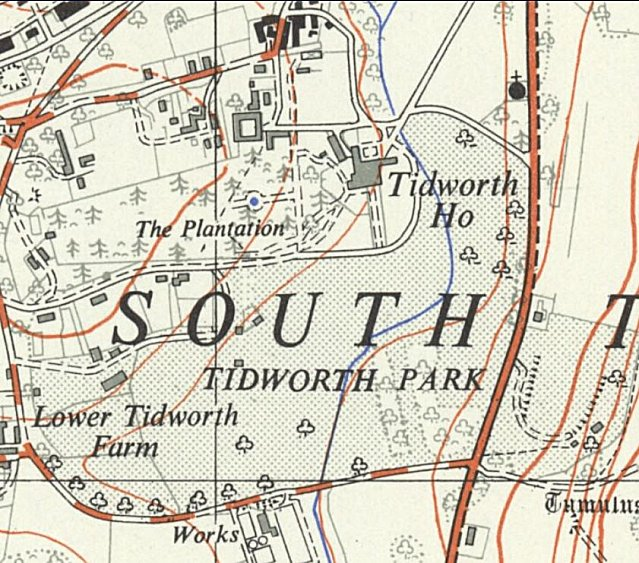 Tidworth
Ho
The Plantation
SOUTH T
TIDWORTH PARK
Lower Tidworth
Farm
Tumulus
Works